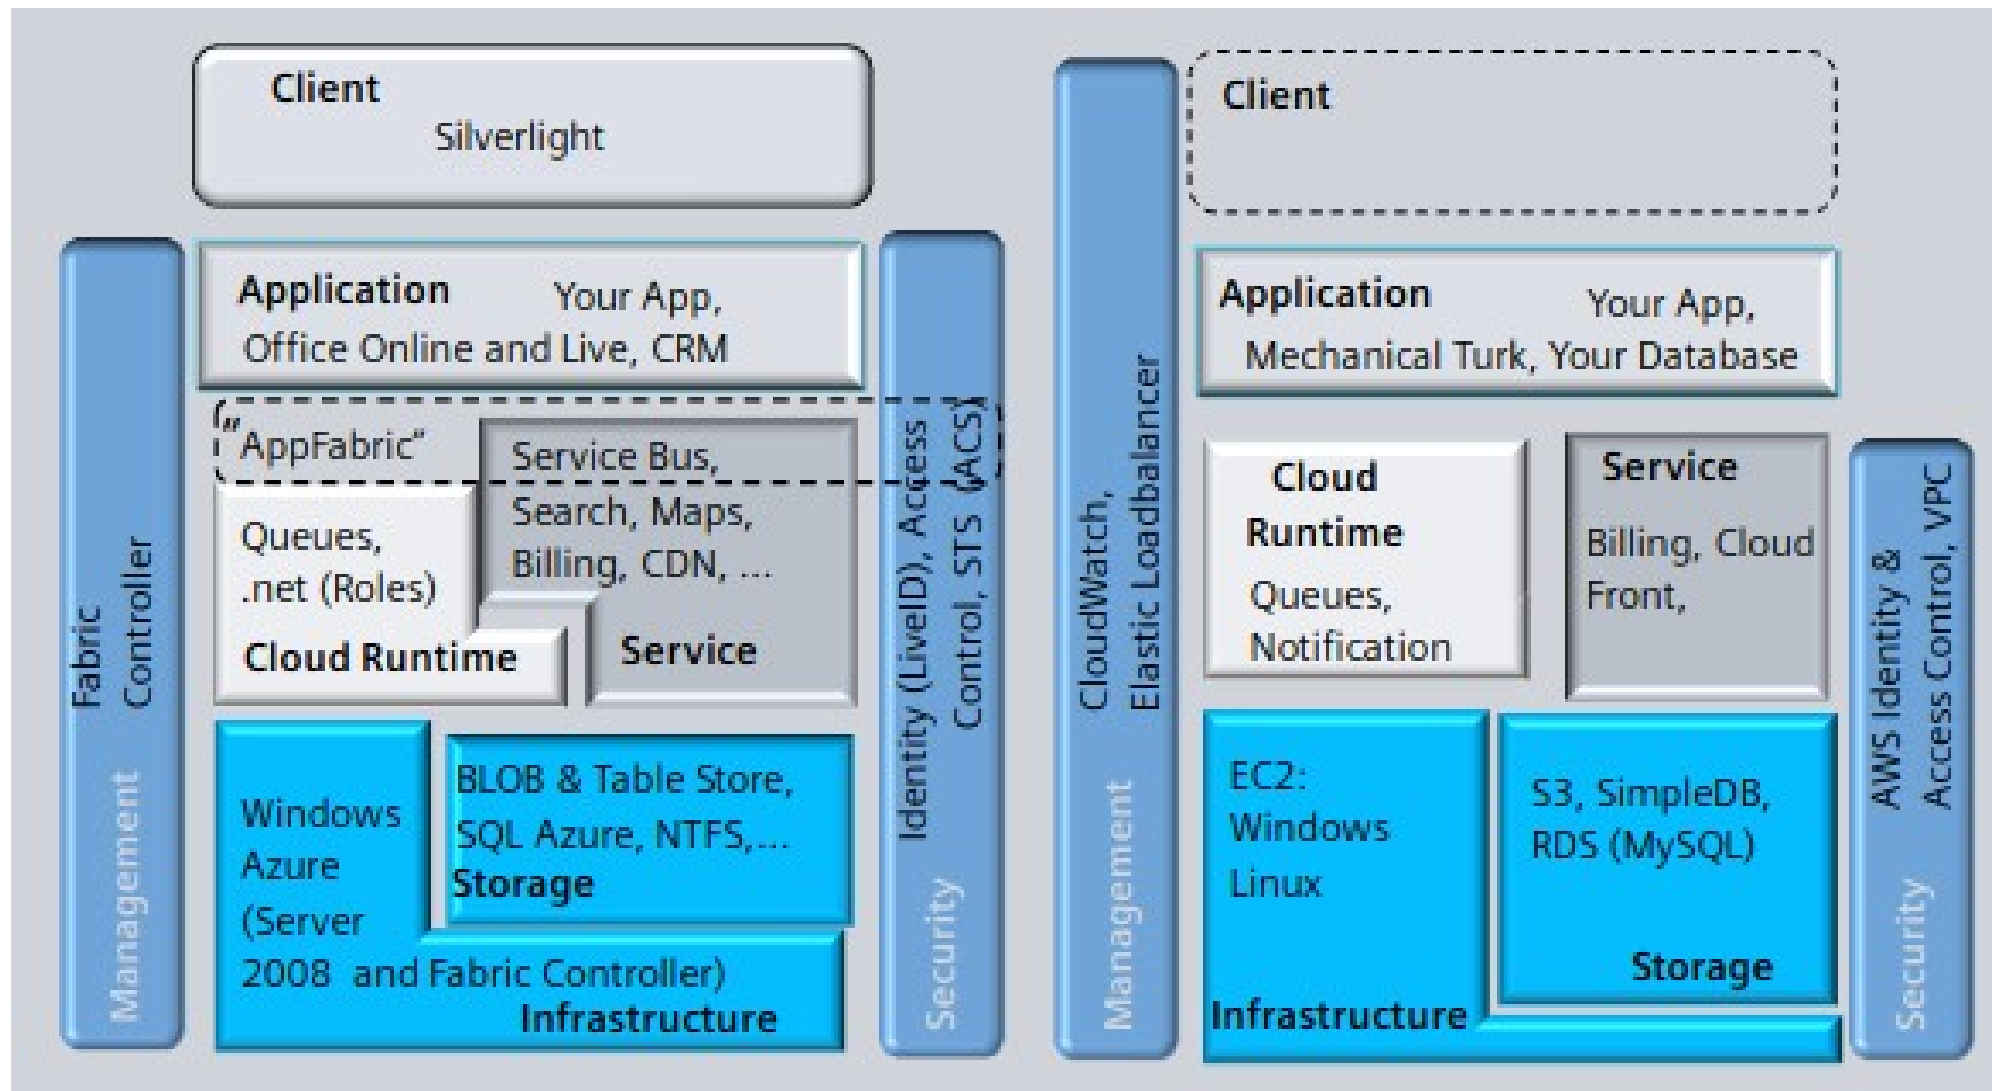 Client
Silverlight
Fabric
Controller
Management
Application Your App,
Office Online and Live, CRM
"
AppFabric“
Service Bus,
Search, Maps,
Billing, CDN, ...
Service
Queues,
.net (Roles)
Cloud Runtime
Windows
Azure
(Server
2008 and Fabric Controller)
Infrastructure
BLOB & Table Store,
SQL Azure, NTFS,...
Storage
Identity (LiveID), Access
Control, STS (ACS)
Security
CloudWatch,
Elastic Loadbalancer
Management
Client
Application Your App,
Mechanical Turk, Your Database
Cloud
Runtime
Queues,
Notification
Service
Billing, Cloud
Front,
EC2:
Windows
Linux
Infrastructure
S3, SimpleDB,
RDS (MySQL)
Storage
AWS Identity &
Access Control, VPC
Security